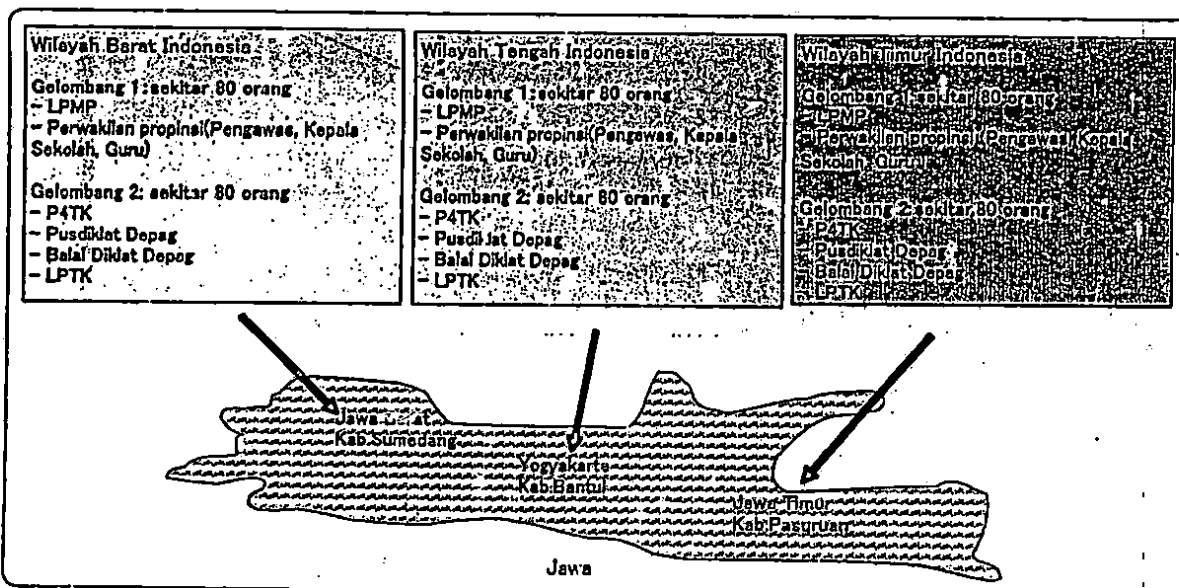 Wilayah Barat Indonesia
Gelombang 1: sekitar 80 orang
- LPMP
- Perwakilan propinsi(Pengawas, Kepala
Sekolah, Guru)
Gelombang 2: sekitar 80 orang
- P4TK
- Pusdiklat Depag
- Balai Diklat Depag
- LPTK
Wilayah Tengah Indonesia
Gelombang 1: sekitar 80 orang
- LPMP
- Perwakilan propinsi(Pengawas, Kepala
Sekolah, Guru)
Gelombang 2: sekitar 80 orang
- P4TK
- Pusdiklat Depag
- Balai Diklat Depag
- LPTK
Wilayah Timur Indonesia
Gelombang 1: sekitar 80 orang
- LPMP
- Perwakilan propinsi(Pengawas, Kepala
Sekolah, Guru)
Gelombang 2: sekitar 80 orang
- P4TK
- Pusdiklat Depag
- Balai Diklat Depag
- LPTK
Jawa Barat
Kab.Sumedang
Yogyakarta
Kab.Bantul
Jawa Timur
Kab.Pasuruan
Jawa